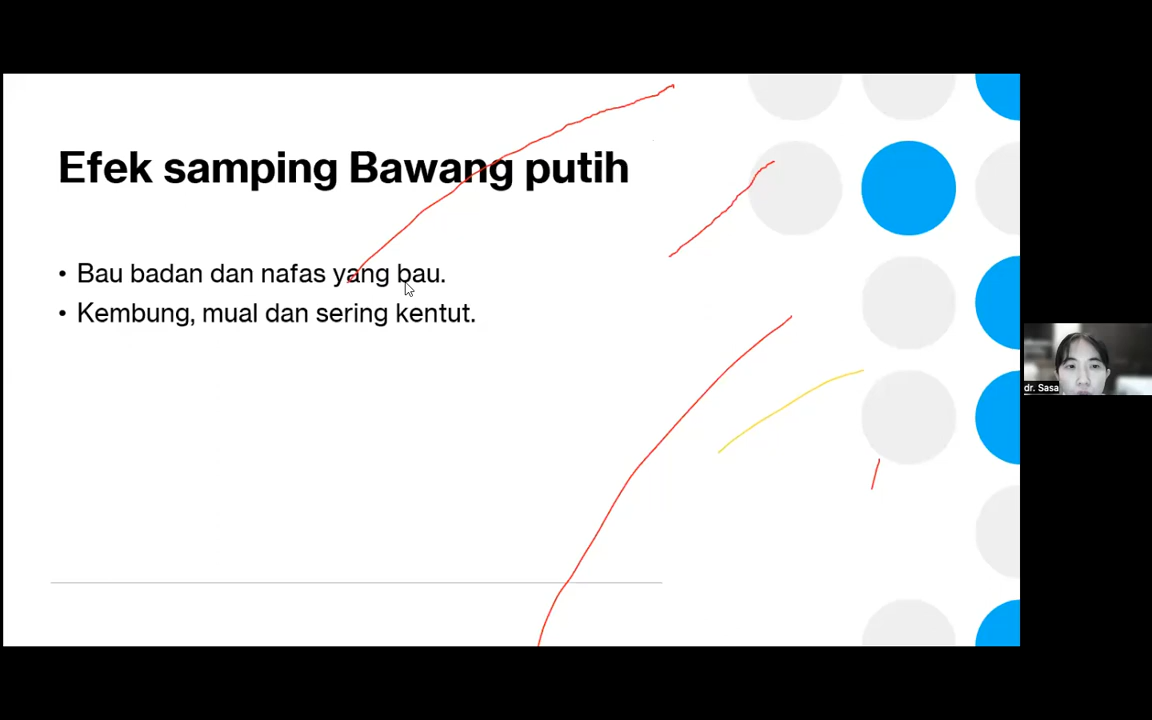 Efek samping Bawang putih
• Bau badan dan nafas yang bau.
• Kembung, mual dan sering kentut.
dr. Sasa